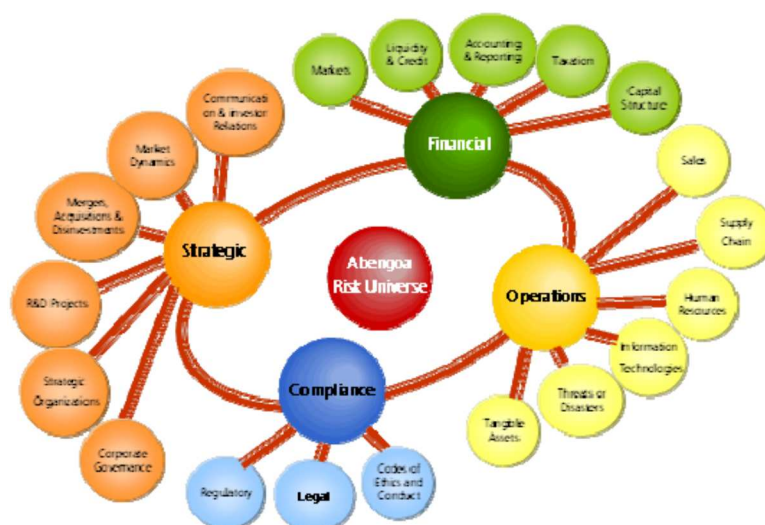 Communicati
on & investor
Relations
Market
Dynamics
Mergers,
Acquisitions &
Disinvestments
R&D Projects
Strategic
Organizations
Corporate
Governance
Strategic
Markets
Liquidity
& Credit
Accounting
& Reporting
Taxation
Capital
Structure
Financial
Abengoa
Risk Universe
Sales
Supply
Chain
Human
Resources
Information
Technologies
Threats or
Disasters
Tangible
Assets
Operations
Compliance
Regulatory
Legal
Codes of
Ethics and
Conduct